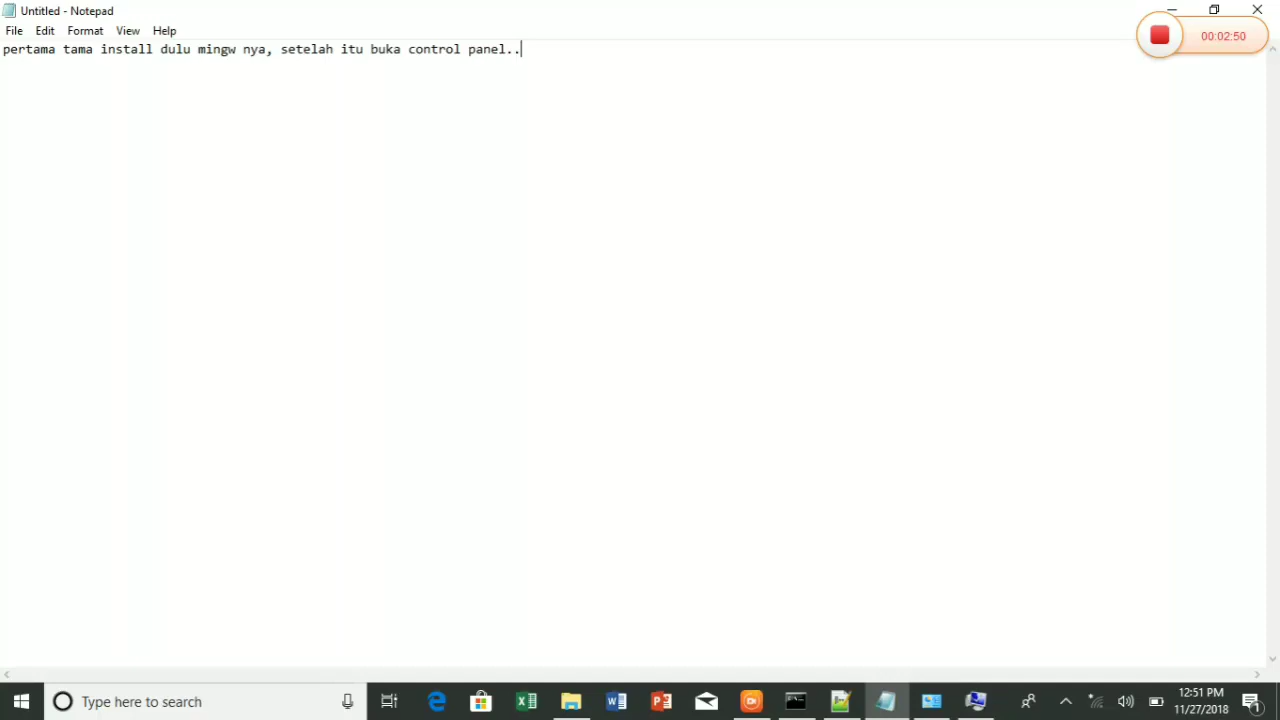 Untitled - Notepad
00:02:50
File Edit Format View Help
pertama tama install dulu mingw nya, setelah itu buka control panel..
Type here to search
12:51 PM
11/27/2018
1